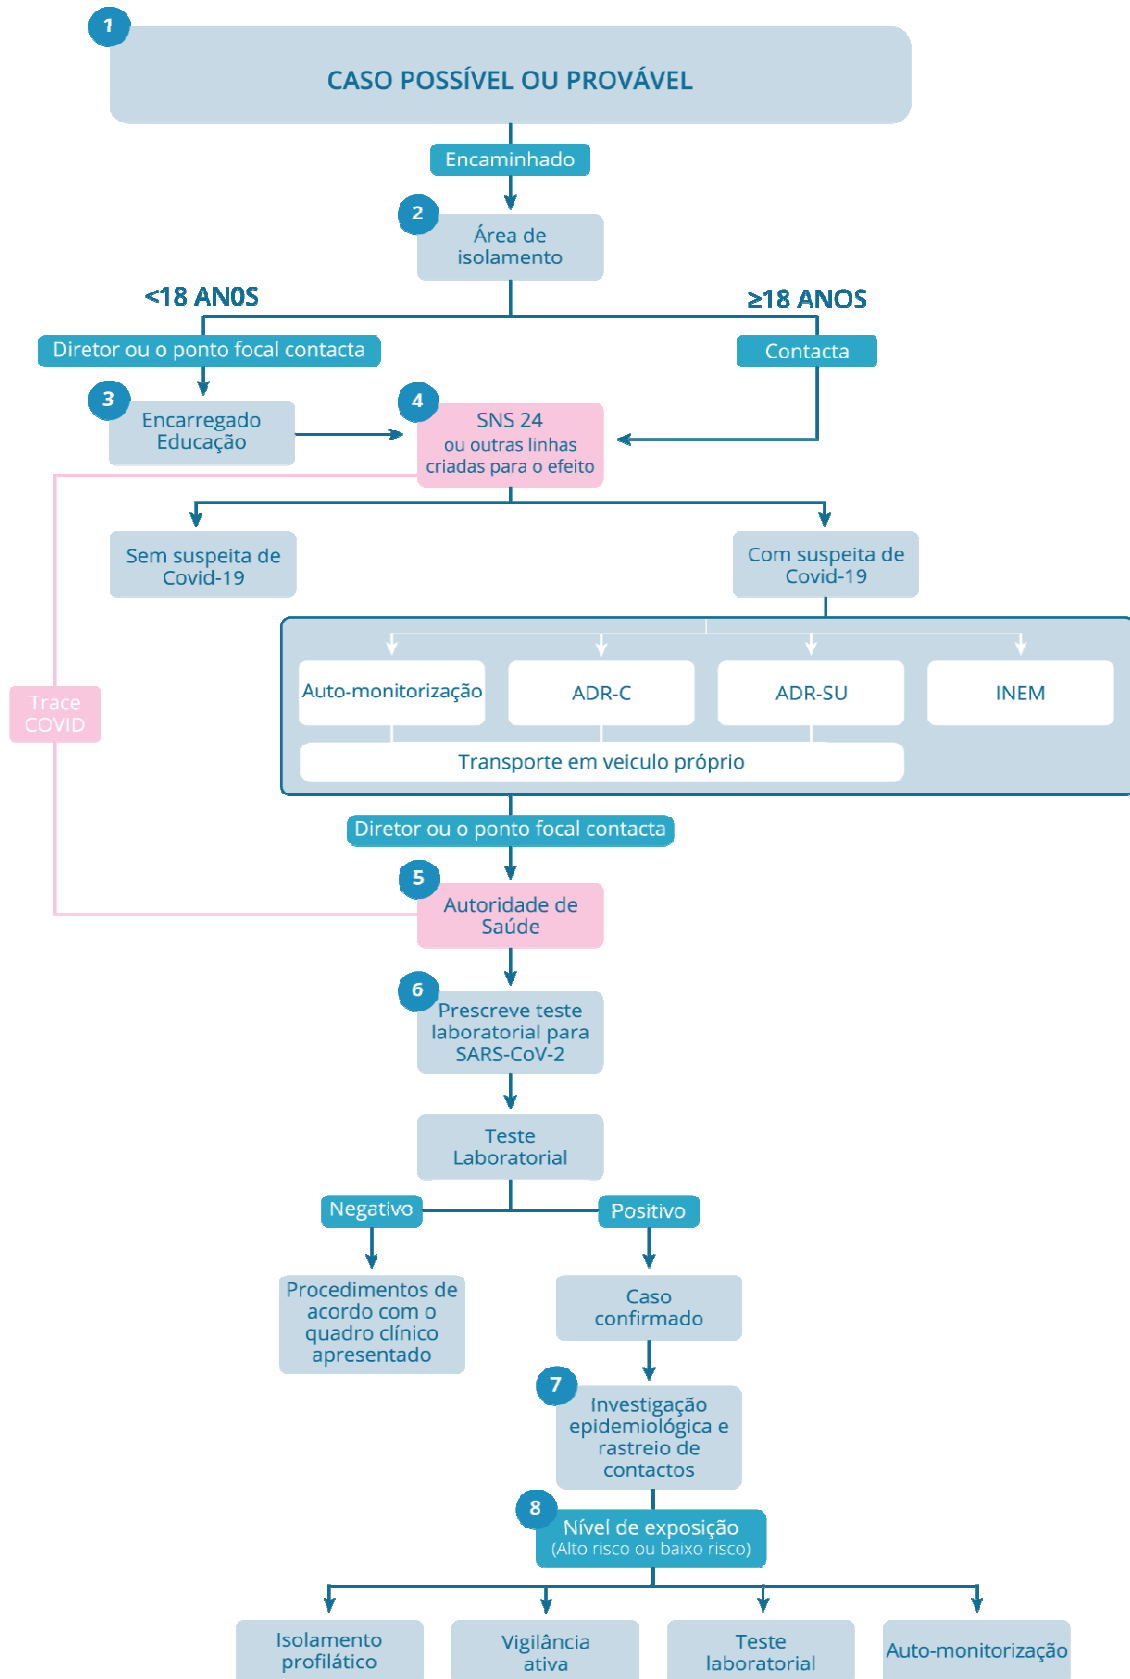 1
CASO POSSÍVEL OU PROVÁVEL
Encaminhado
2
Área de
isolamento
<18 AN0S
≥18 ANOS
Diretor ou o ponto focal contacta
Contacta
3
Encarregado
Educação
4
SNS 24
ou outras linhas
criadas para o efeito
Sem suspeita de
Covid-19
Com suspeita de
Covid-19
Auto-monitorização
ADR-C
ADR-SU
INEM
Trace
COVID
Transporte em veiculo próprio
Diretor ou o ponto focal contacta
5
Autoridade de
Saúde
6
Prescreve teste
laboratorial para
SARS-CoV-2
Teste
Laboratorial
Negativo
Positivo
Procedimentos de
acordo com o
quadro clínico
apresentado
Caso
confirmado
7
Investigação
epidemiológica e
rastreio de
contactos
8
Nível de exposição
(Alto risco ou baixo risco)
Isolamento
profilático
Vigilância
ativa
Teste
laboratorial
Auto-monitorização